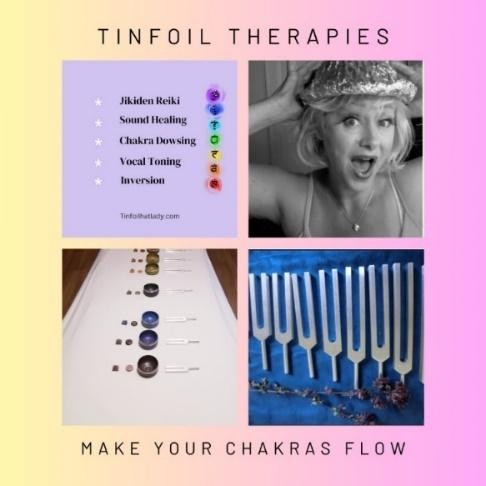 TINFOIL THERAPIES
Jikiden Reiki
Sound Healing
Chakra Dowsing
Vocal Toning
Inversion
Tinfoilhatlady.com
MAKE YOUR CHAKRAS FLOW